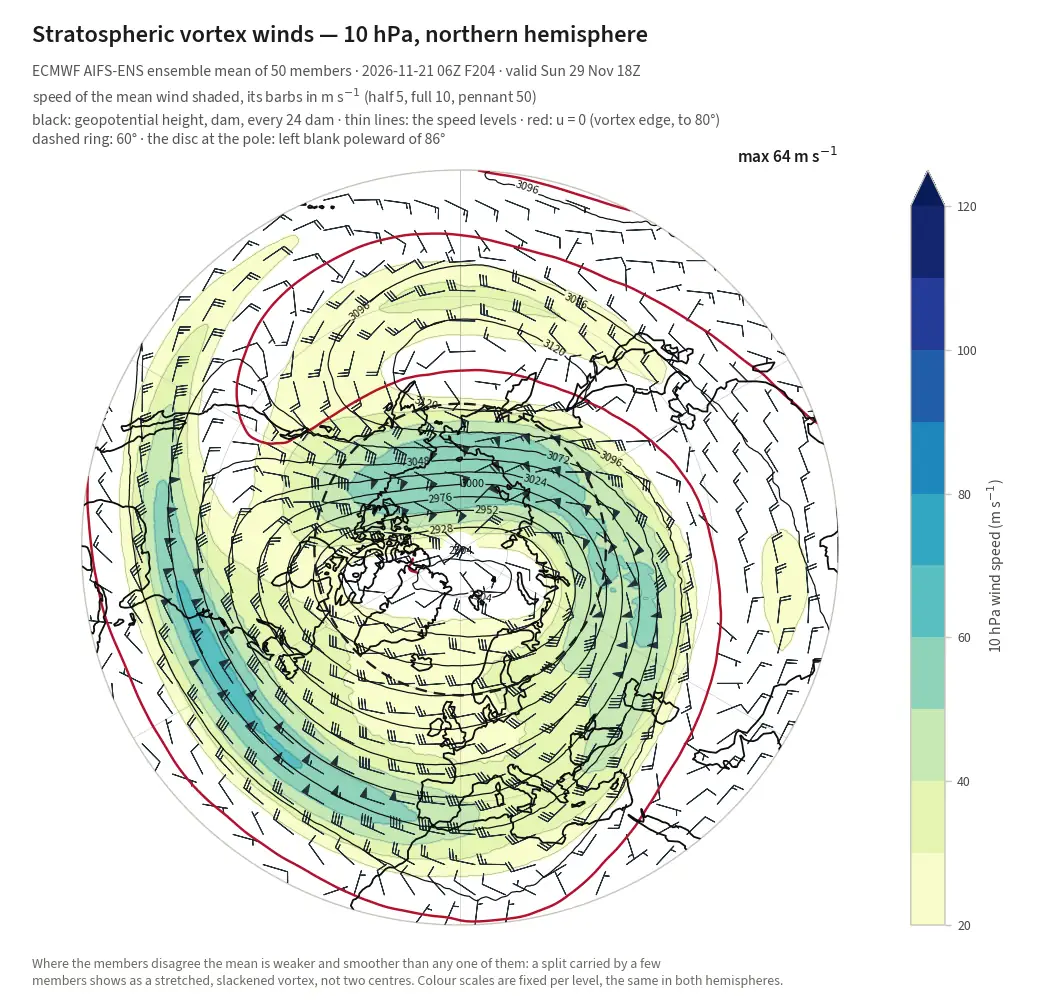 Stratospheric vortex winds — 10 hPa, northern hemisphere
ECMWF AIFS-ENS ensemble mean of 50 members · 2026-11-21 06Z F204 · valid Sun 29 Nov 18Z
speed of the mean wind shaded, its barbs in m s⁻¹ (half 5, full 10, pennant 50)
black: geopotential height, dam, every 24 dam · thin lines: the speed levels · red: u = 0 (vortex edge, to 80°)
dashed ring: 60° · the disc at the pole: left blank poleward of 86°
max 64 m s⁻¹
3096
3096
3096
3120
3120
3048
3072
3096
3000
3024
2976
2952
2928
120
100
80
60
40
20
10 hPa wind speed (m s⁻¹)
Where the members disagree the mean is weaker and smoother than any one of them: a split carried by a few
members shows as a stretched, slackened vortex, not two centres. Colour scales are fixed per level, the same in both hemispheres.